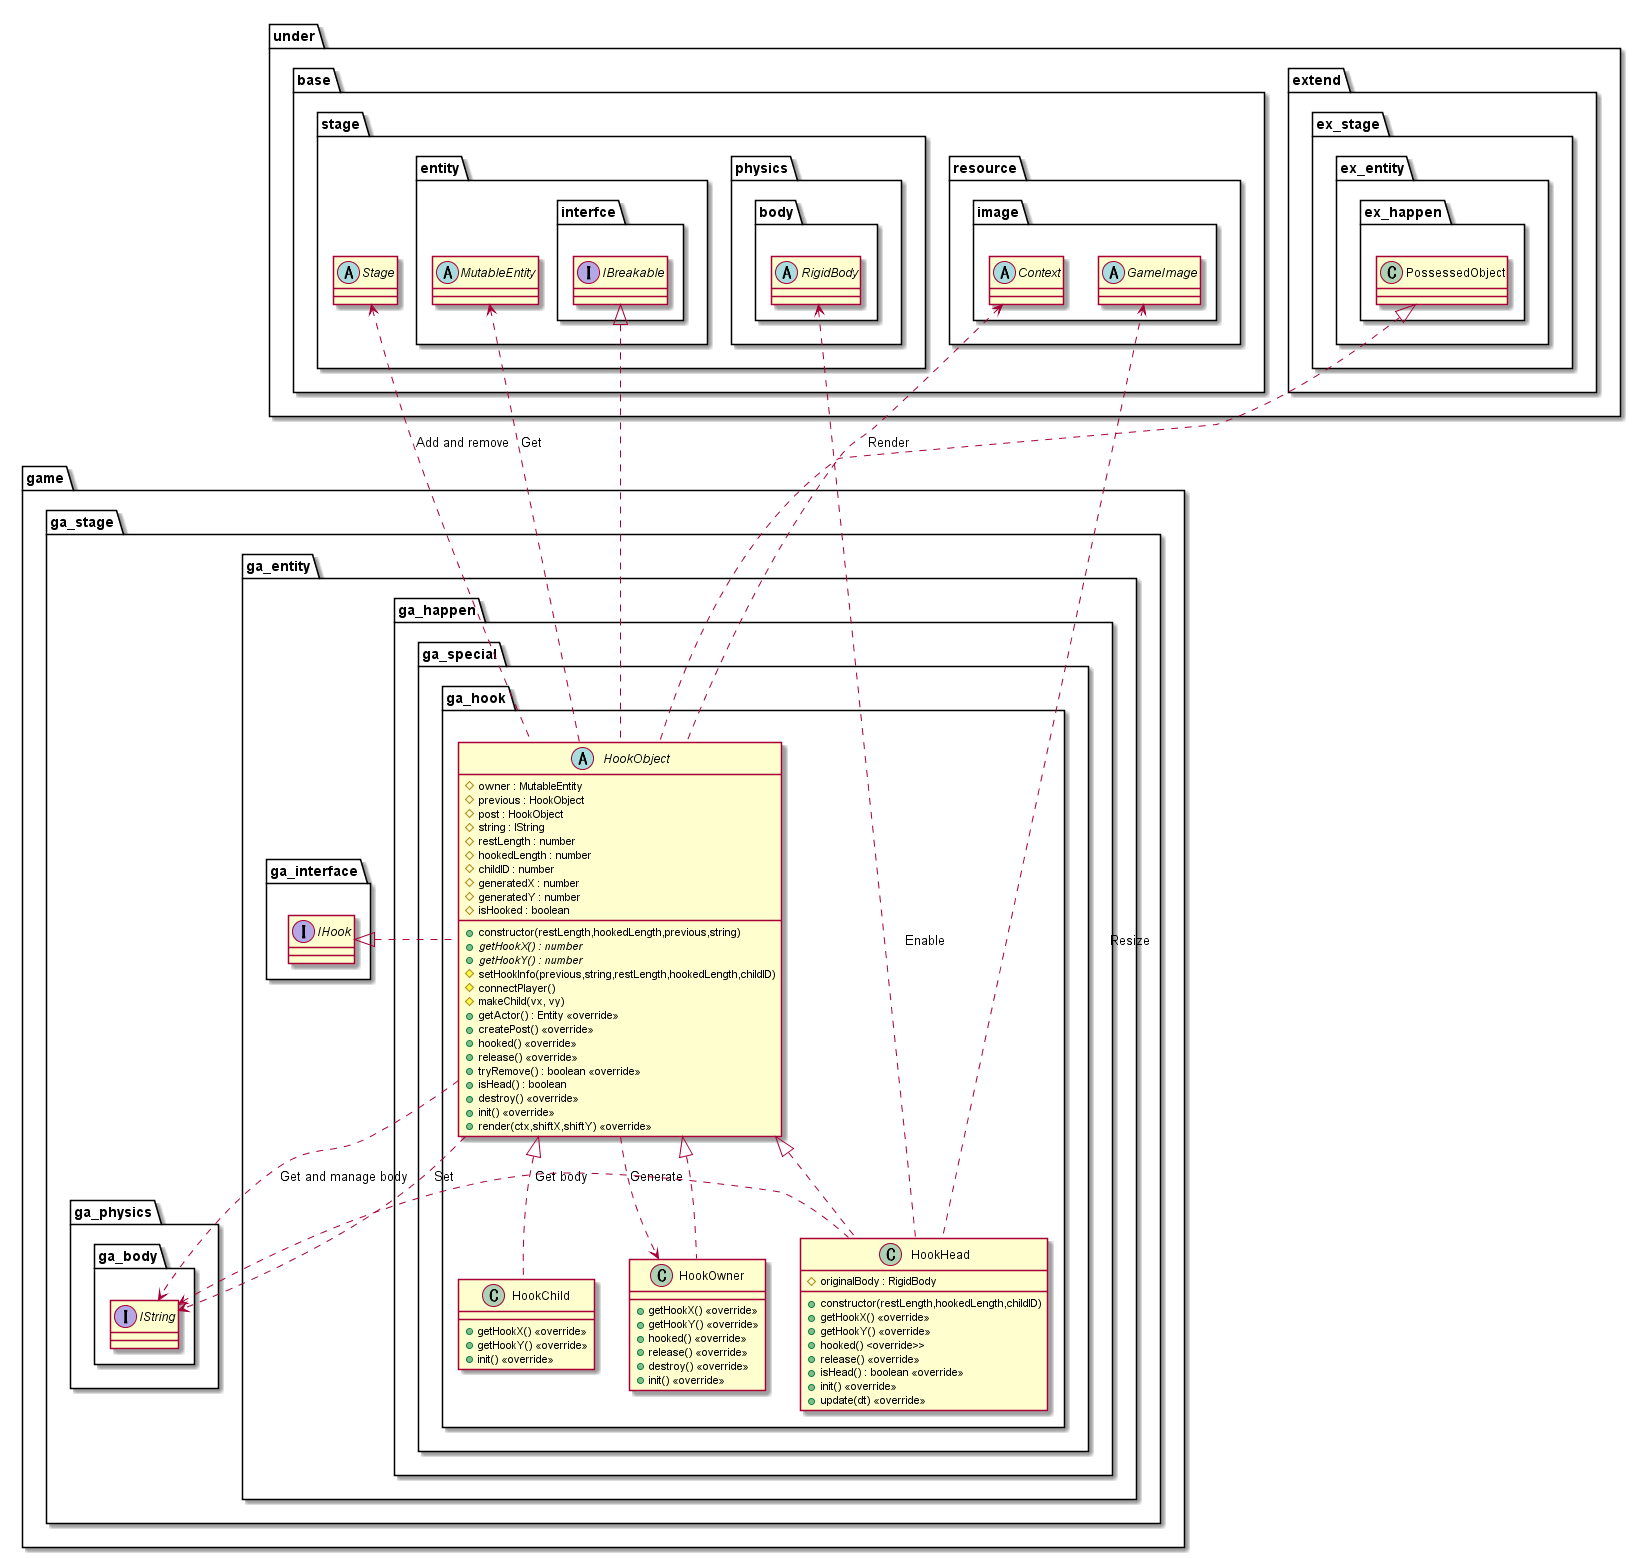 under
base
extend
stage
ex_stage
entity
physics
resource
ex_entity
interfce
body
image
ex_happen
A Stage
A MutableEntity
I IBreakable
A RigidBody
A Context
A GameImage
C PossessedObject
Add and remove
Get
Render
game
ga_stage
ga_entity
ga_happen
ga_special
ga_hook
A HookObject
owner : MutableEntity
previous : HookObject
post : HookObject
string : IString
restLength : number
hookedLength : number
childID : number
generatedX : number
generatedY : number
isHooked : boolean
constructor(restLength,hookedLength,previous,string)
getHookX() : number
getHookY() : number
setHookInfo(previous,string,restLength,hookedLength,childID)
connectPlayer()
makeChild(vx, vy)
getActor() : Entity «override»
createPost() «override»
hooked() «override»
release() «override»
tryRemove() : boolean «override»
isHead() : boolean
destroy() «override»
init() «override»
render(ctx,shiftX,shiftY) «override»
ga_interface
I IHook
Enable
Resize
Get and manage body
Set
Get body
Generate
ga_physics
ga_body
I IString
C HookChild
getHookX() «override»
getHookY() «override»
init() «override»
C HookOwner
getHookX() «override»
getHookY() «override»
hooked() «override»
release() «override»
destroy() «override»
init() «override»
C HookHead
originalBody : RigidBody
constructor(restLength,hookedLength,childID)
getHookX() «override»
getHookY() «override»
hooked() <override>>
release() «override»
isHead() : boolean «override»
init() «override»
update(dt) «override»